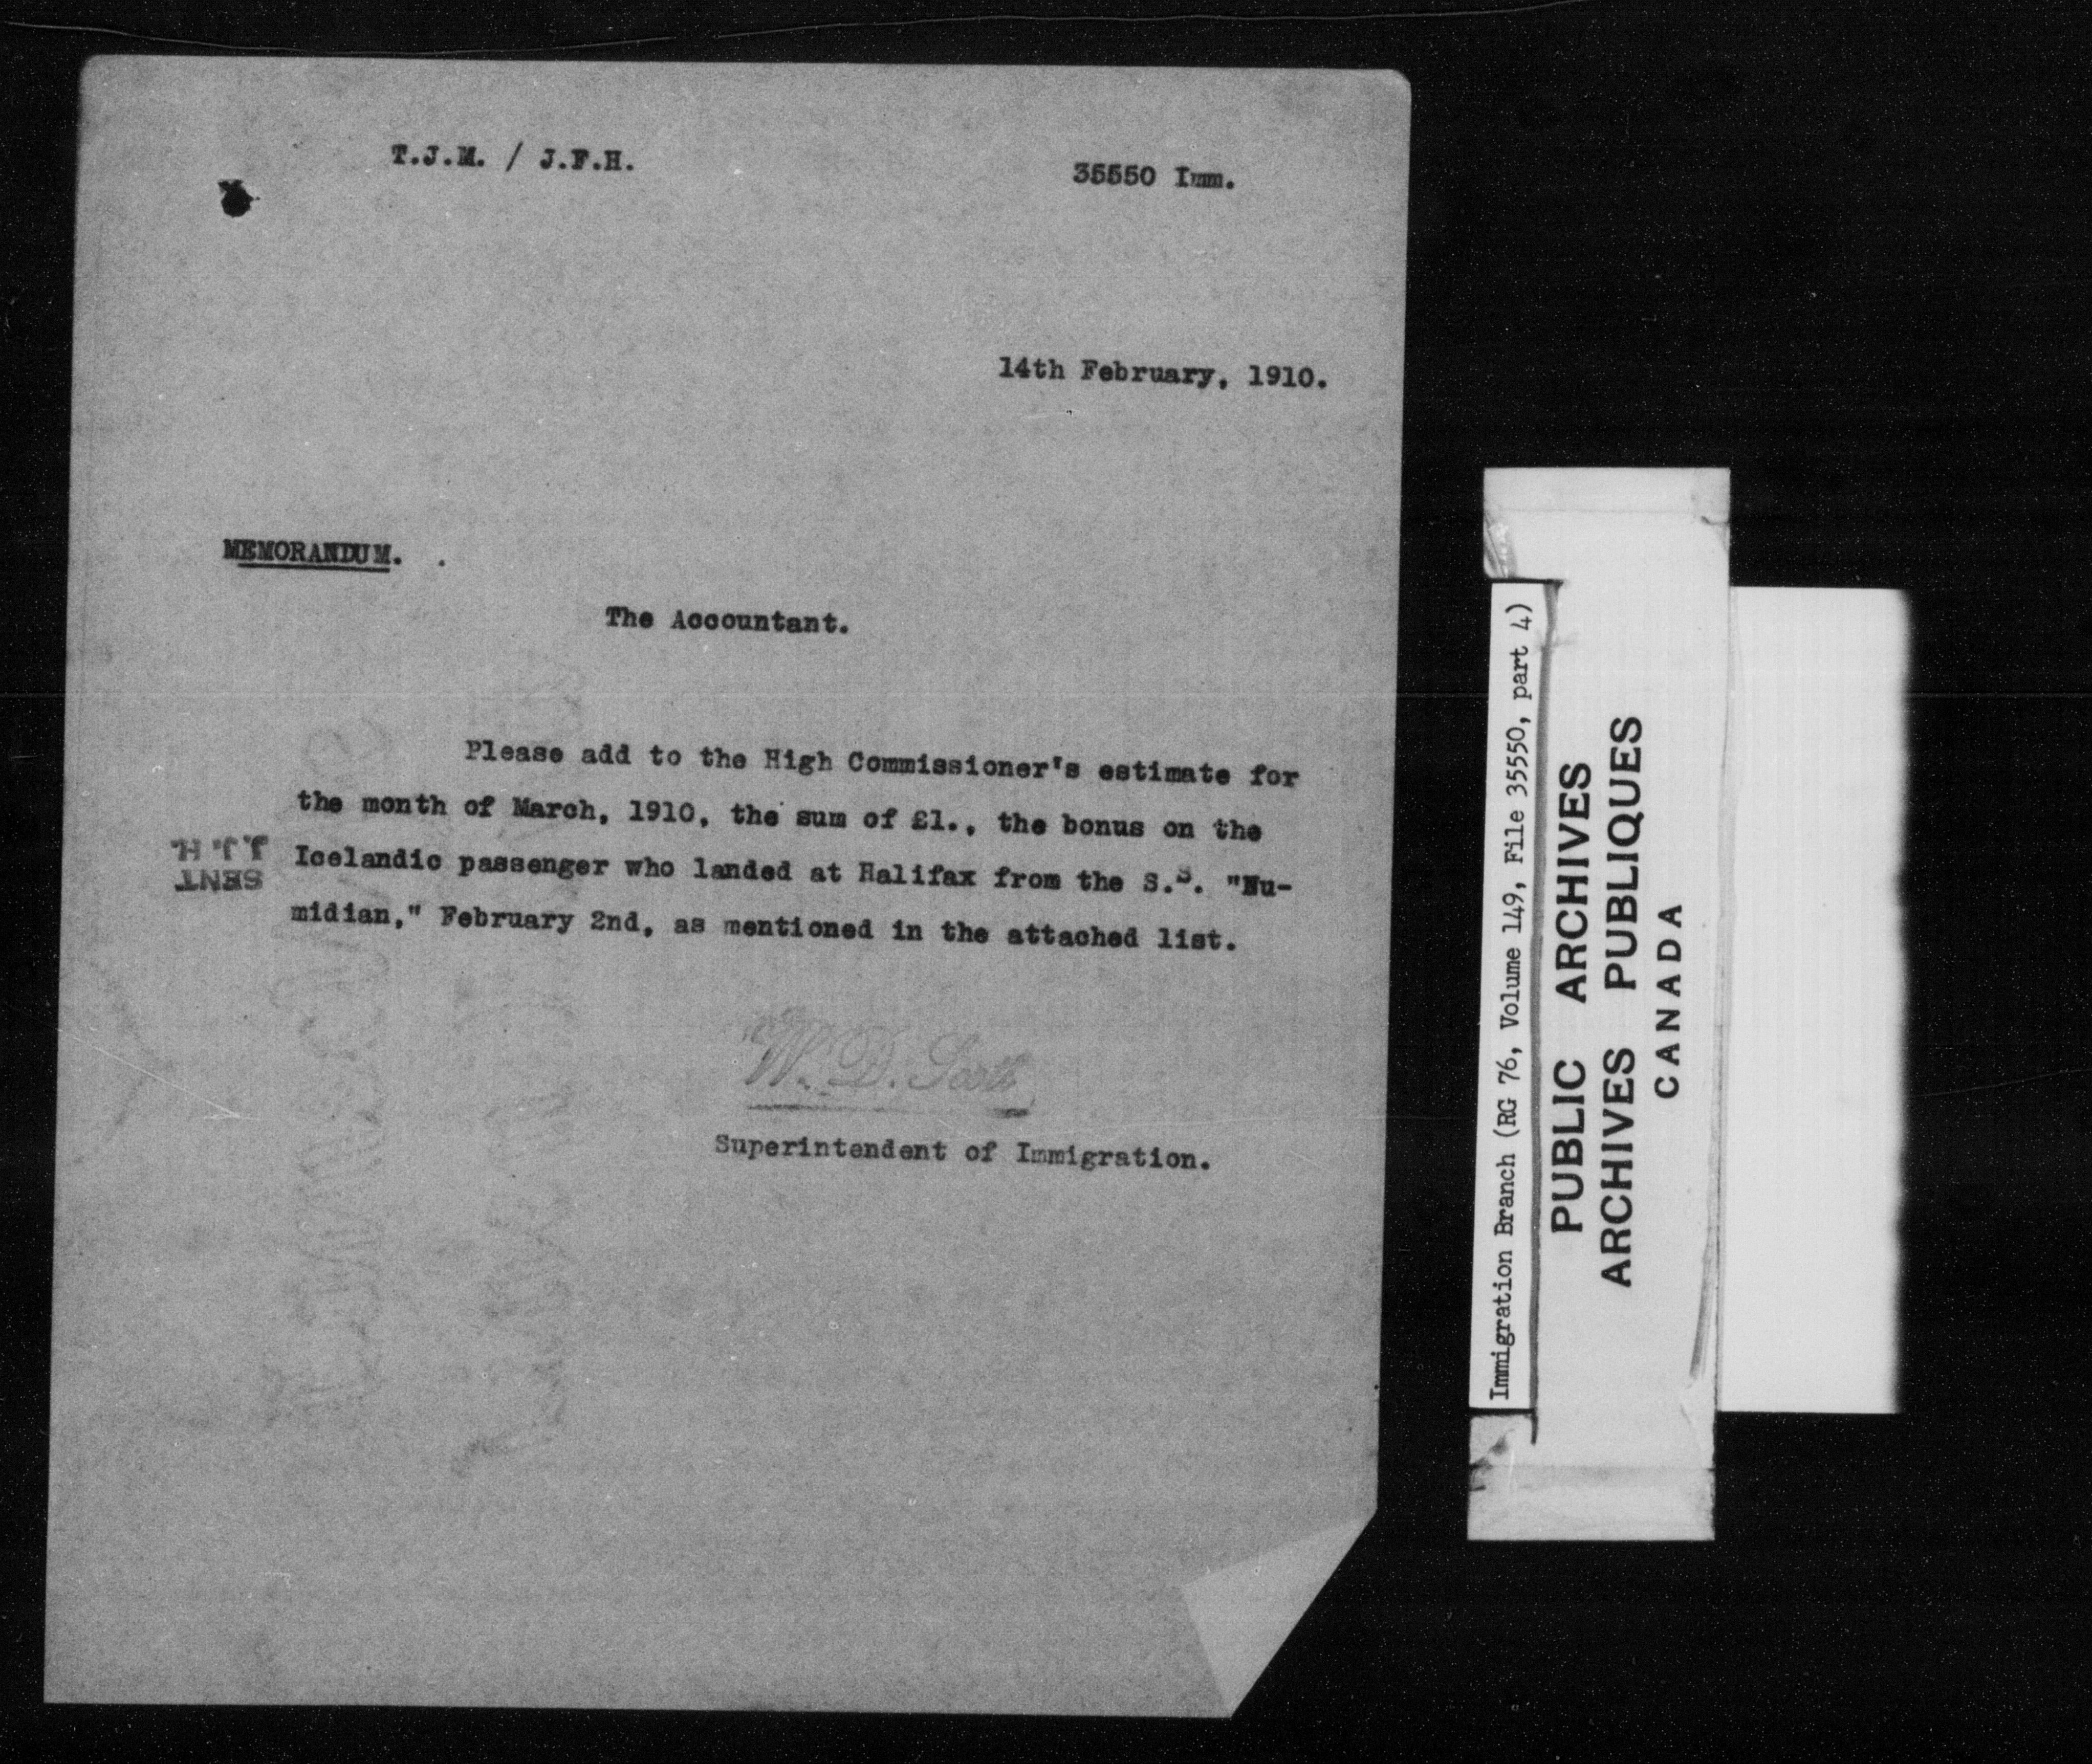 T.J.M. / J.F.H.
35550 Imm.
14th February, 1910.
MEMORANDUM.
The Accountant.
Please add to the High Commissioner's estimate for
the month of March, 1910, the sum of £1., the bonus on the
Icelandic passenger who landed at Halifax from the S.S. "Nu-
midian," February 2nd, as mentioned in the attached list.
SENT
J.J.H.
W. D. Scott
Superintendent of Immigration.
Immigration Branch (RG 76, Volume 149, File 35550, part 4)
PUBLIC ARCHIVES
ARCHIVES PUBLIQUES
CANADA